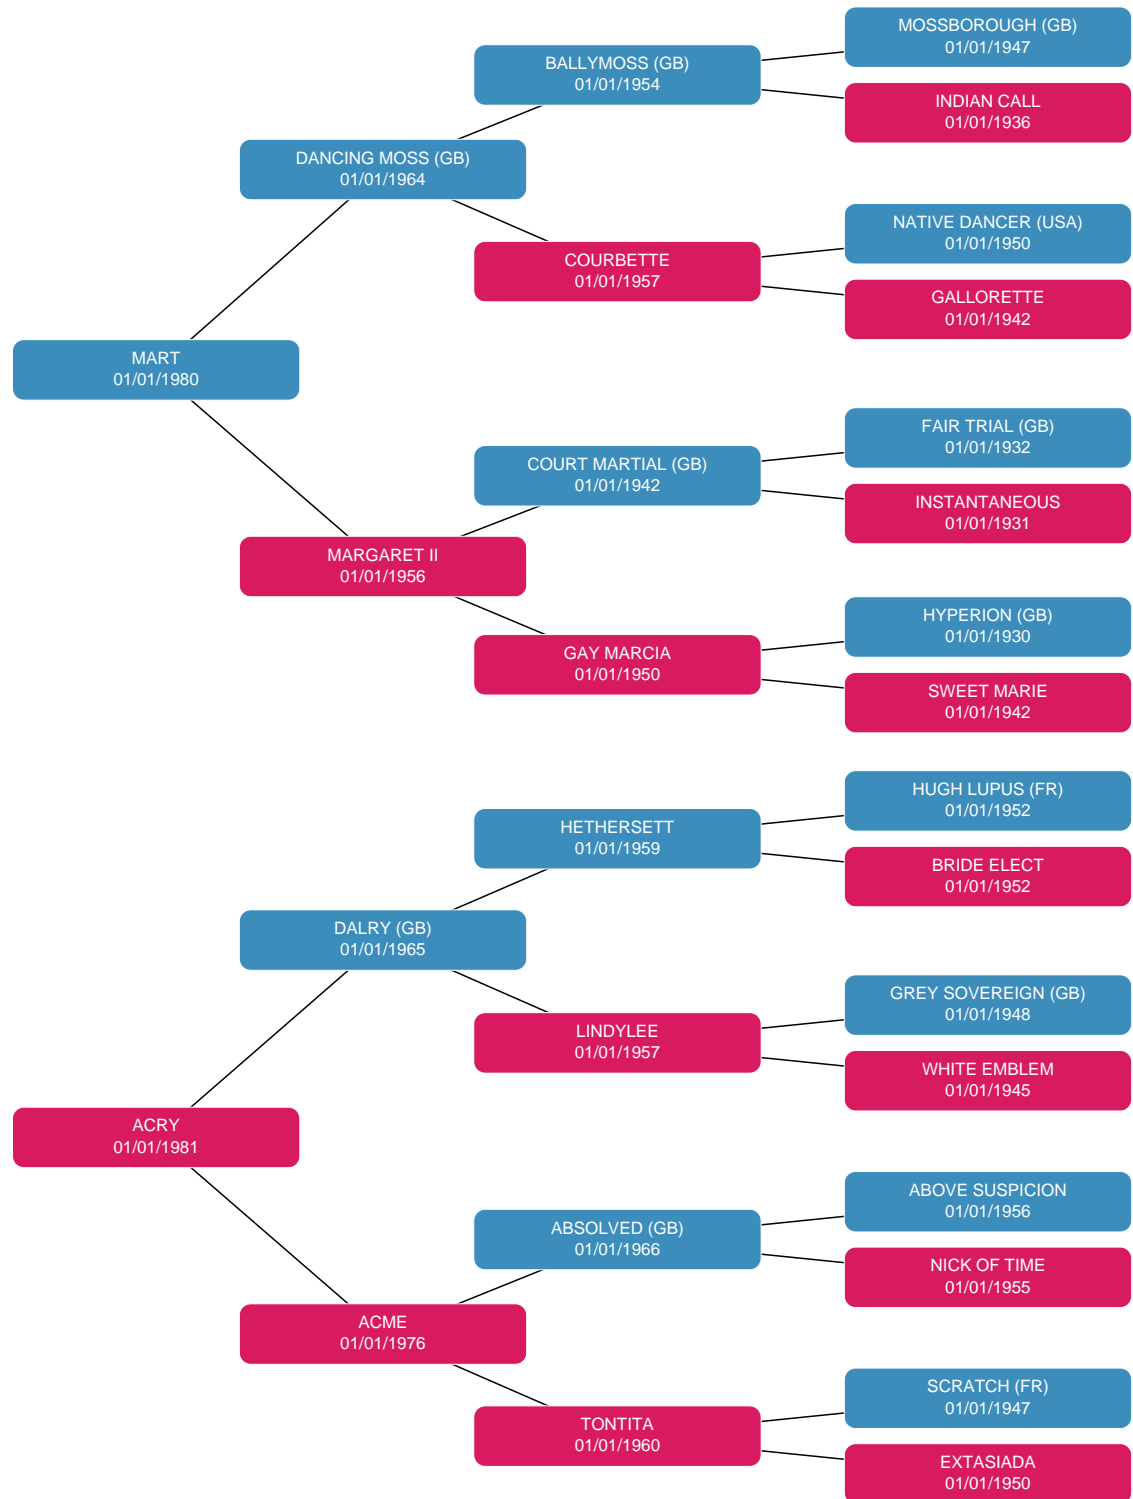 MOSSBOROUGH (GB)
01/01/1947
BALLYMOSS (GB)
01/01/1954
INDIAN CALL
01/01/1936
DANCING MOSS (GB)
01/01/1964
NATIVE DANCER (USA)
01/01/1950
COURBETTE
01/01/1957
GALLORETTE
01/01/1942
MART
01/01/1980
FAIR TRIAL (GB)
01/01/1932
COURT MARTIAL (GB)
01/01/1942
INSTANTANEOUS
01/01/1931
MARGARET II
01/01/1956
HYPERION (GB)
01/01/1930
GAY MARCIA
01/01/1950
SWEET MARIE
01/01/1942
HUGH LUPUS (FR)
01/01/1952
HETHERSETT
01/01/1959
BRIDE ELECT
01/01/1952
DALRY (GB)
01/01/1965
GREY SOVEREIGN (GB)
01/01/1948
LINDYLEE
01/01/1957
WHITE EMBLEM
01/01/1945
ACRY
01/01/1981
ABOVE SUSPICION
01/01/1956
ABSOLVED (GB)
01/01/1966
NICK OF TIME
01/01/1955
ACME
01/01/1976
SCRATCH (FR)
01/01/1947
TONTITA
01/01/1960
EXTASIADA
01/01/1950